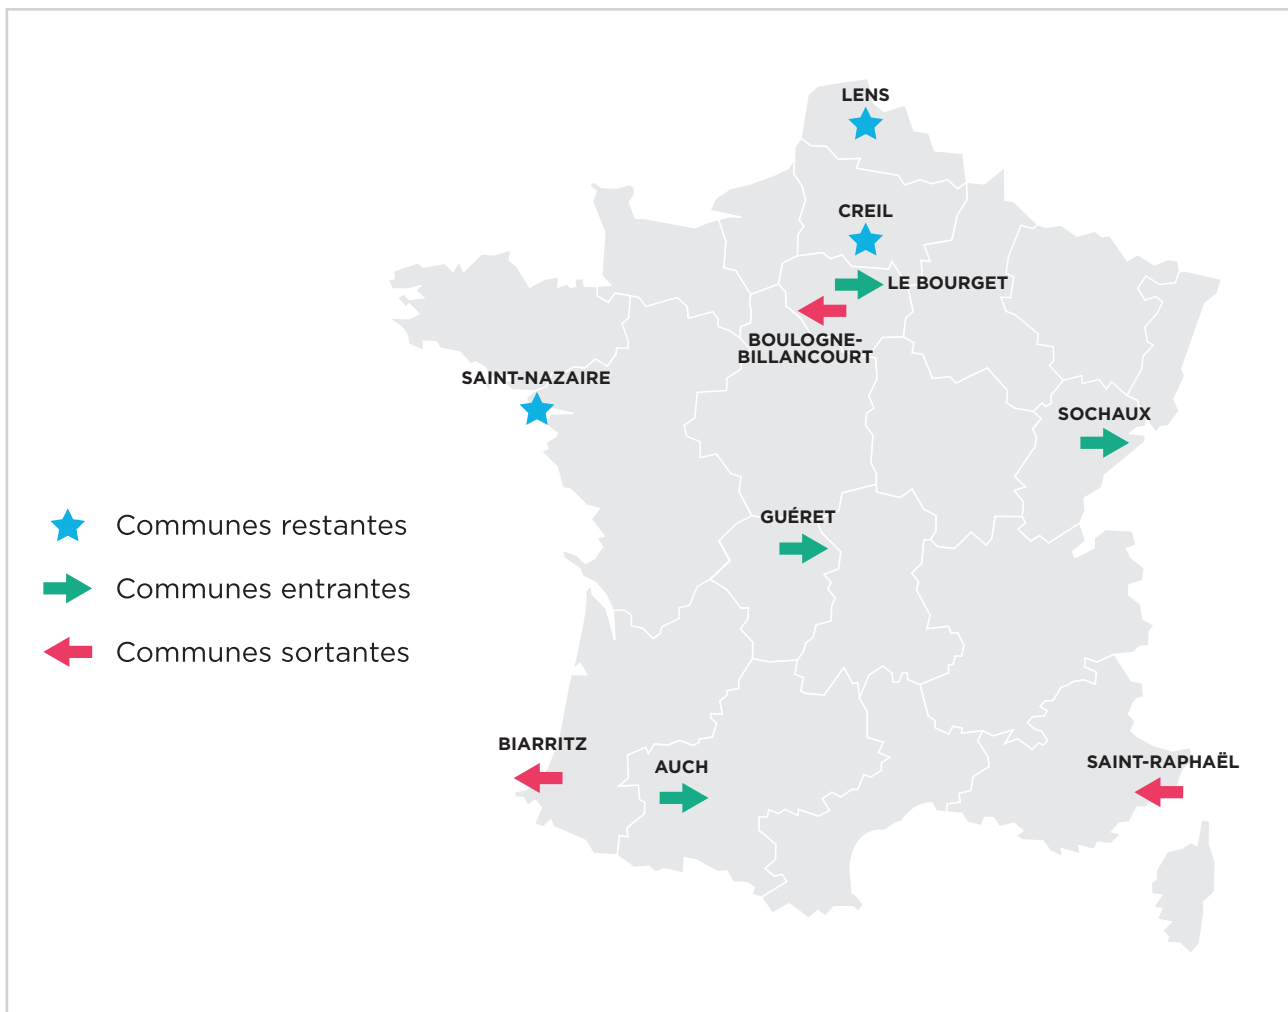 LENS
CREIL
LE BOURGET
BOULOGNE-
BILLANCOURT
SAINT-NAZAIRE
SOCHAUX
GUÉRET
Communes restantes
Communes entrantes
Communes sortantes
BIARRITZ
AUCH
SAINT-RAPHAËL